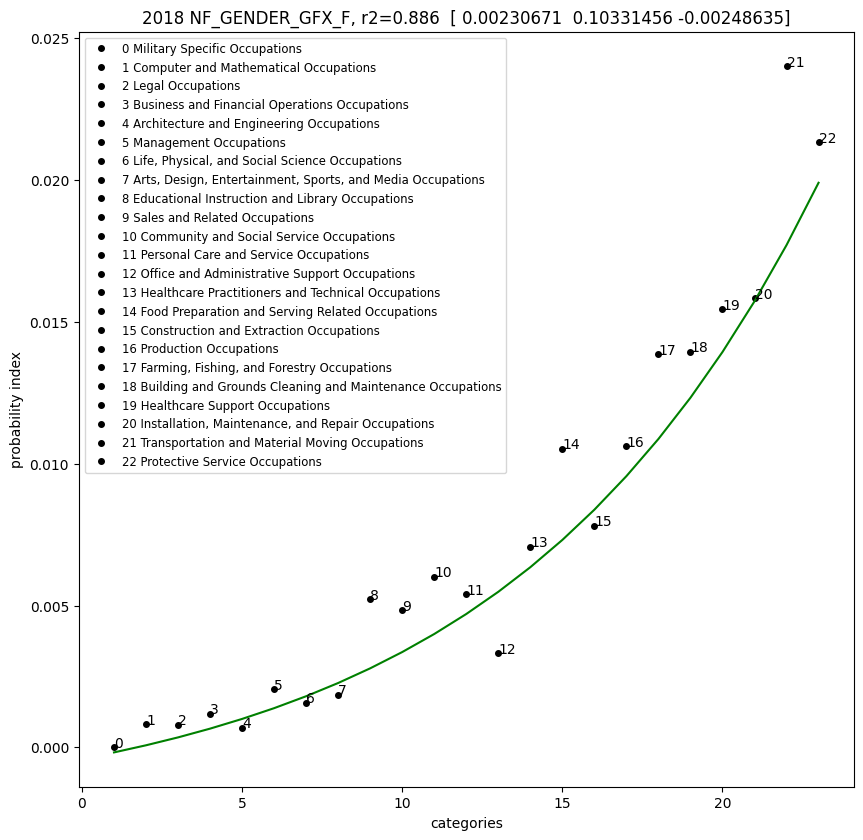 2018 NF_GENDER_GFX_F, r2=0.886 [ 0.00230671 0.10331456 -0.00248635]
0 Military Specific Occupations
1 Computer and Mathematical Occupations
2 Legal Occupations
3 Business and Financial Operations Occupations
4 Architecture and Engineering Occupations
5 Management Occupations
6 Life, Physical, and Social Science Occupations
7 Arts, Design, Entertainment, Sports, and Media Occupations
8 Educational Instruction and Library Occupations
9 Sales and Related Occupations
10 Community and Social Service Occupations
11 Personal Care and Service Occupations
12 Office and Administrative Support Occupations
13 Healthcare Practitioners and Technical Occupations
14 Food Preparation and Serving Related Occupations
15 Construction and Extraction Occupations
16 Production Occupations
17 Farming, Fishing, and Forestry Occupations
18 Building and Grounds Cleaning and Maintenance Occupations
19 Healthcare Support Occupations
20 Installation, Maintenance, and Repair Occupations
21 Transportation and Material Moving Occupations
22 Protective Service Occupations
0.025
0.020
0.015
0.010
0.005
0.000
probability index
0
1
2
3
4
5
6
7
8
9
10
11
12
13
14
15
16
17
18
19
20
21
22
0
5
10
15
20
categories